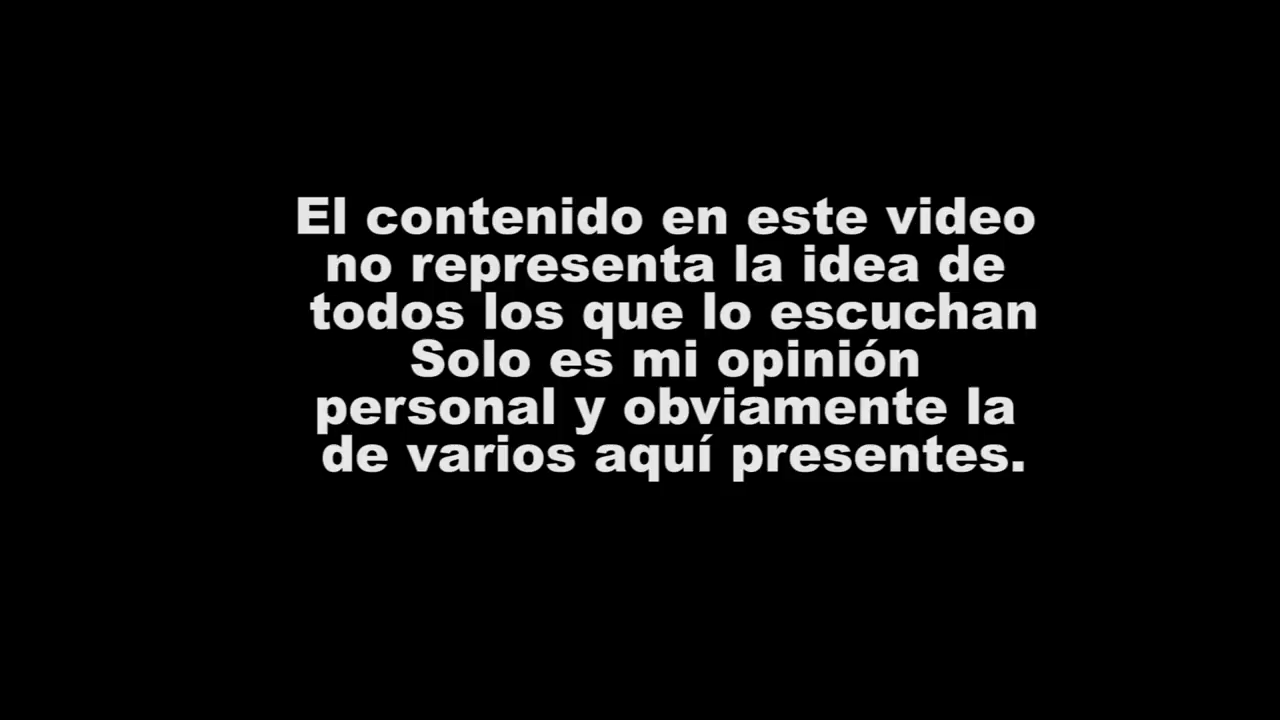 El contenido en este video
no representa la idea de
todos los que lo escuchan
Solo es mi opinión
personal y obviamente la
de varios aquí presentes.